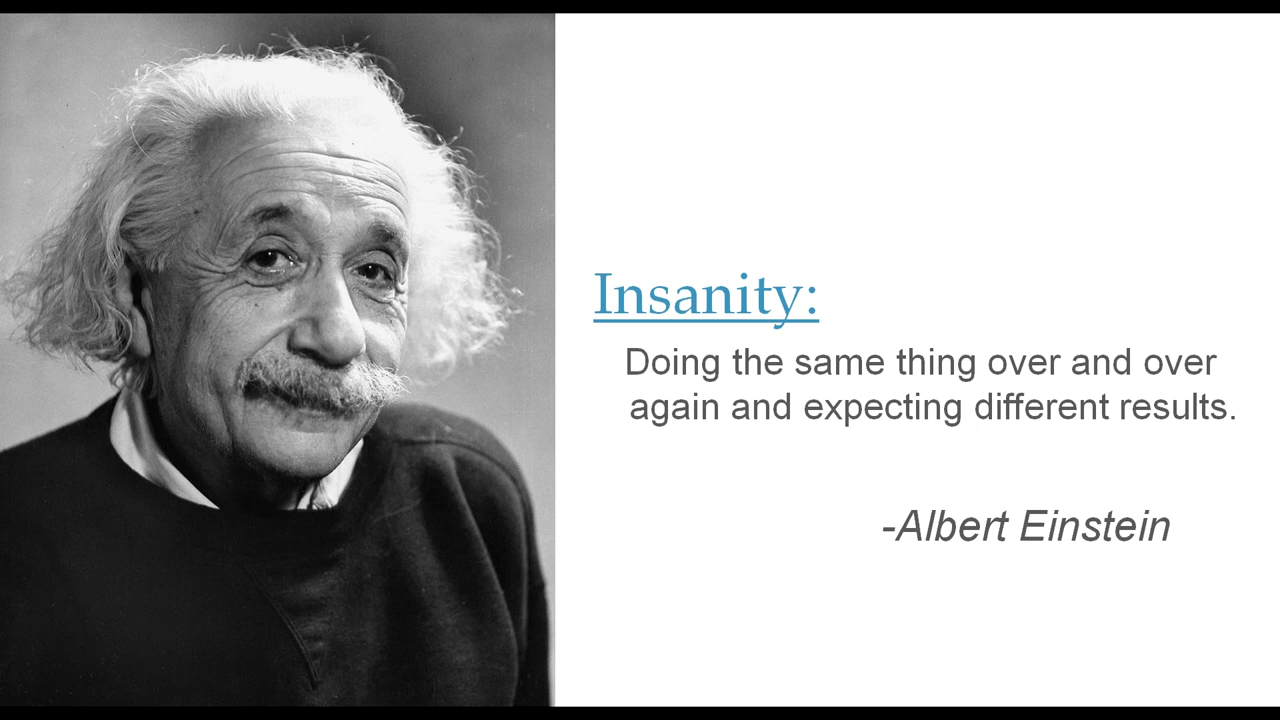 Insanity:
Doing the same thing over and over
again and expecting different results.
-Albert Einstein